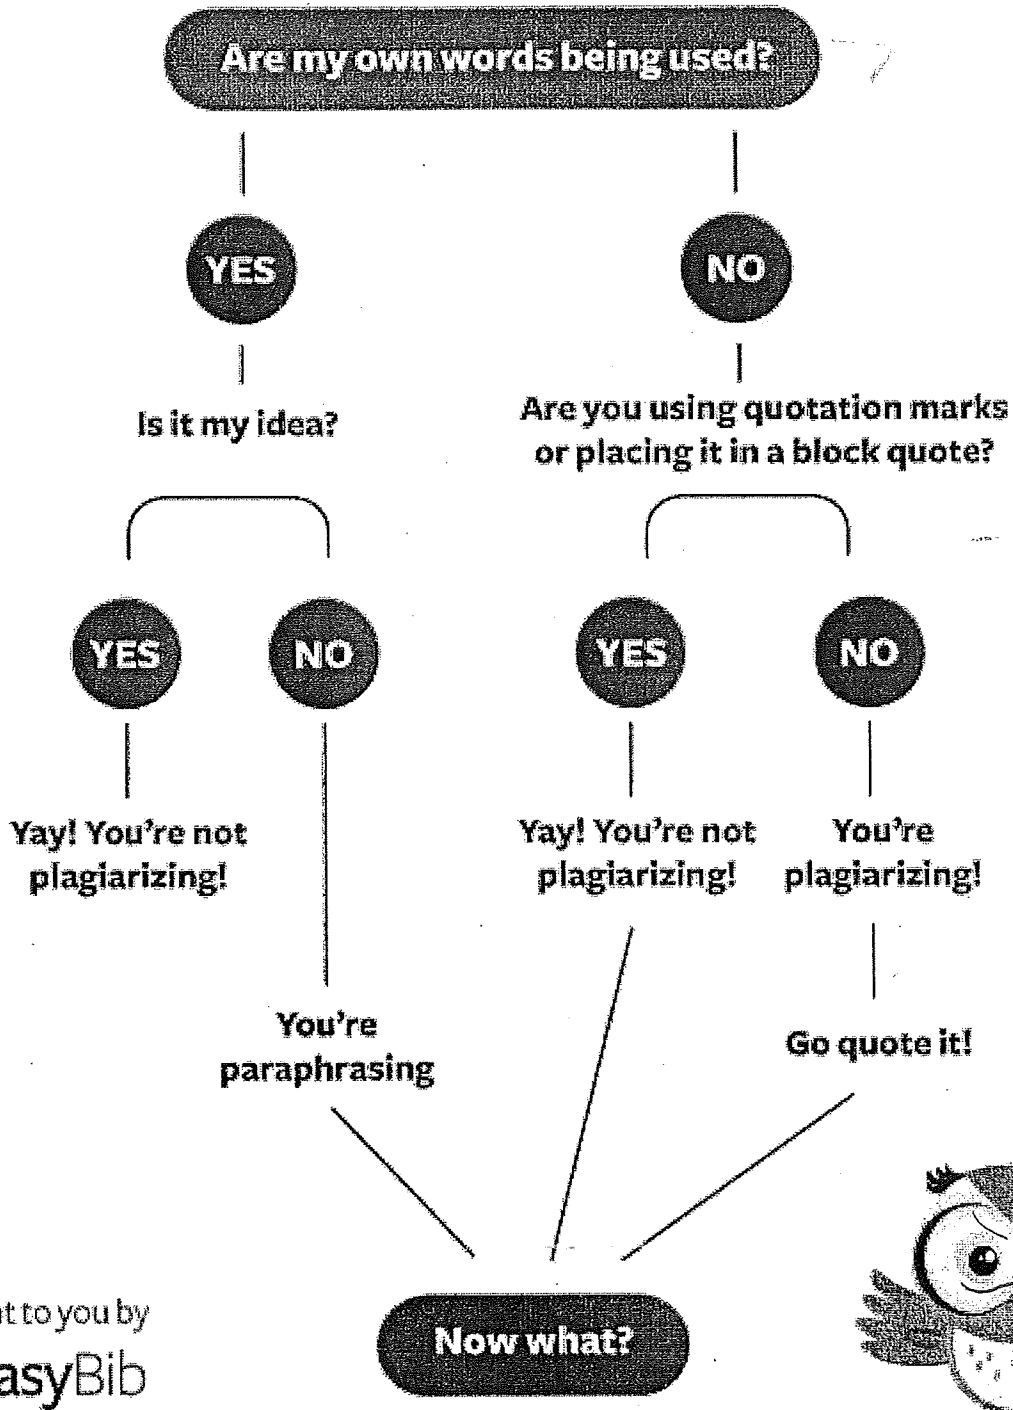 Are my own words being used?
YES
NO
Is it my idea?
Are you using quotation marks
or placing it in a block quote?
YES
NO
YES
NO
Yay! You're not
plagiarizing!
Yay! You're not
plagiarizing!
You're
plagiarizing!
You're
paraphrasing
Go quote it!
to you by
asyBib
Now what?